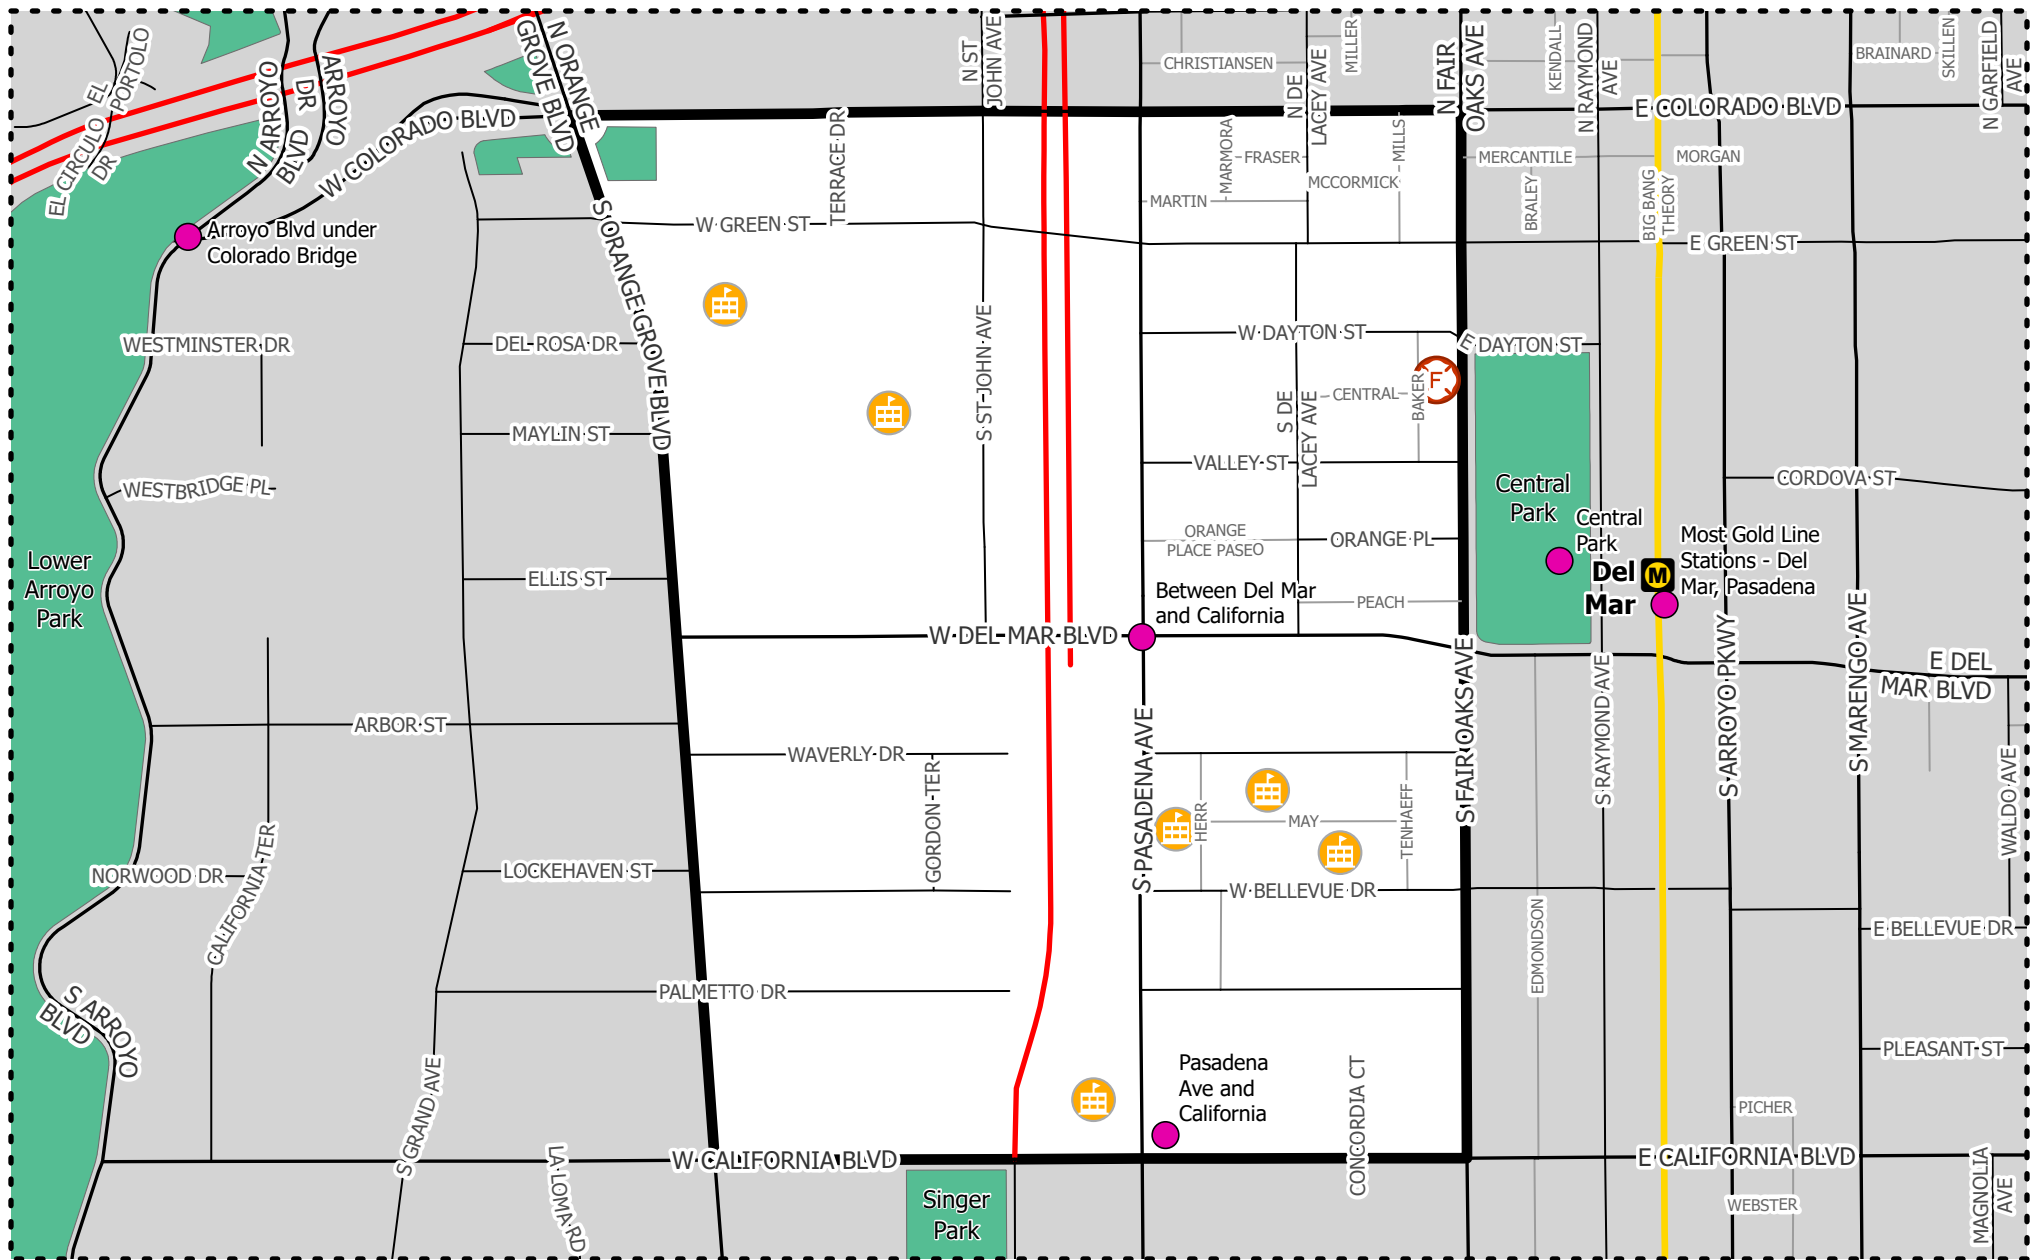 EL
PORTOLO
EL CIRCULO
DR
N ARROYO
BLVD
ARROYO
DR
W COLORADO BLVD
N ORANGE
GROVE BLVD
N ST
JOHN AVE
CHRISTIANSEN
N DE
LACEY AVE
MILLER
N FAIR
OAKS AVE
KENDALL
N RAYMOND
AVE
E COLORADO BLVD
BRAINARD
SKILLEN
N GARFIELD
AVE
TERRACE DR
MARMORA
FRASER
MILLS
MCCORMICK
MARTIN
MERCANTILE
MORGAN
BRALEY
BIG BANG
THEORY
Arroyo Blvd under
Colorado Bridge
S ORANGE GROVE BLVD
W GREEN ST
E GREEN ST
WESTMINSTER DR
DEL ROSA DR
S ST JOHN AVE
W DAYTON ST
E DAYTON ST
S DE
LACEY AVE
CENTRAL
BAKER
F
MAYLIN ST
VALLEY ST
WESTBRIDGE PL
CORDOVA ST
Central
Park
Central
Park
ORANGE
PLACE PASEO
ORANGE PL
Most Gold Line
Stations - Del
Mar, Pasadena
Del
Mar
M
Lower
Arroyo
Park
ELLIS ST
Between Del Mar
and California
PEACH
W DEL MAR BLVD
E DEL
MAR BLVD
S FAIR OAKS AVE
S RAYMOND AVE
S ARROYO PKWY
S MARENGO AVE
ARBOR ST
WAVERLY DR
GORDON TER
S PASADENA AVE
HERR
MAY
TENHAEFF
WALDO AVE
CALIFORNIA TER
NORWOOD DR
LOCKEHAVEN ST
W BELLEVUE DR
EDMONDSON
E BELLEVUE DR
PALMETTO DR
S ARROYO
BLVD
S GRAND AVE
Pasadena
Ave and
California
CONCORDIA CT
PLEASANT ST
PICHER
W CALIFORNIA BLVD
E CALIFORNIA BLVD
LA LOMA RD
Singer
Park
WEBSTER
MAGNOLIA
AVE